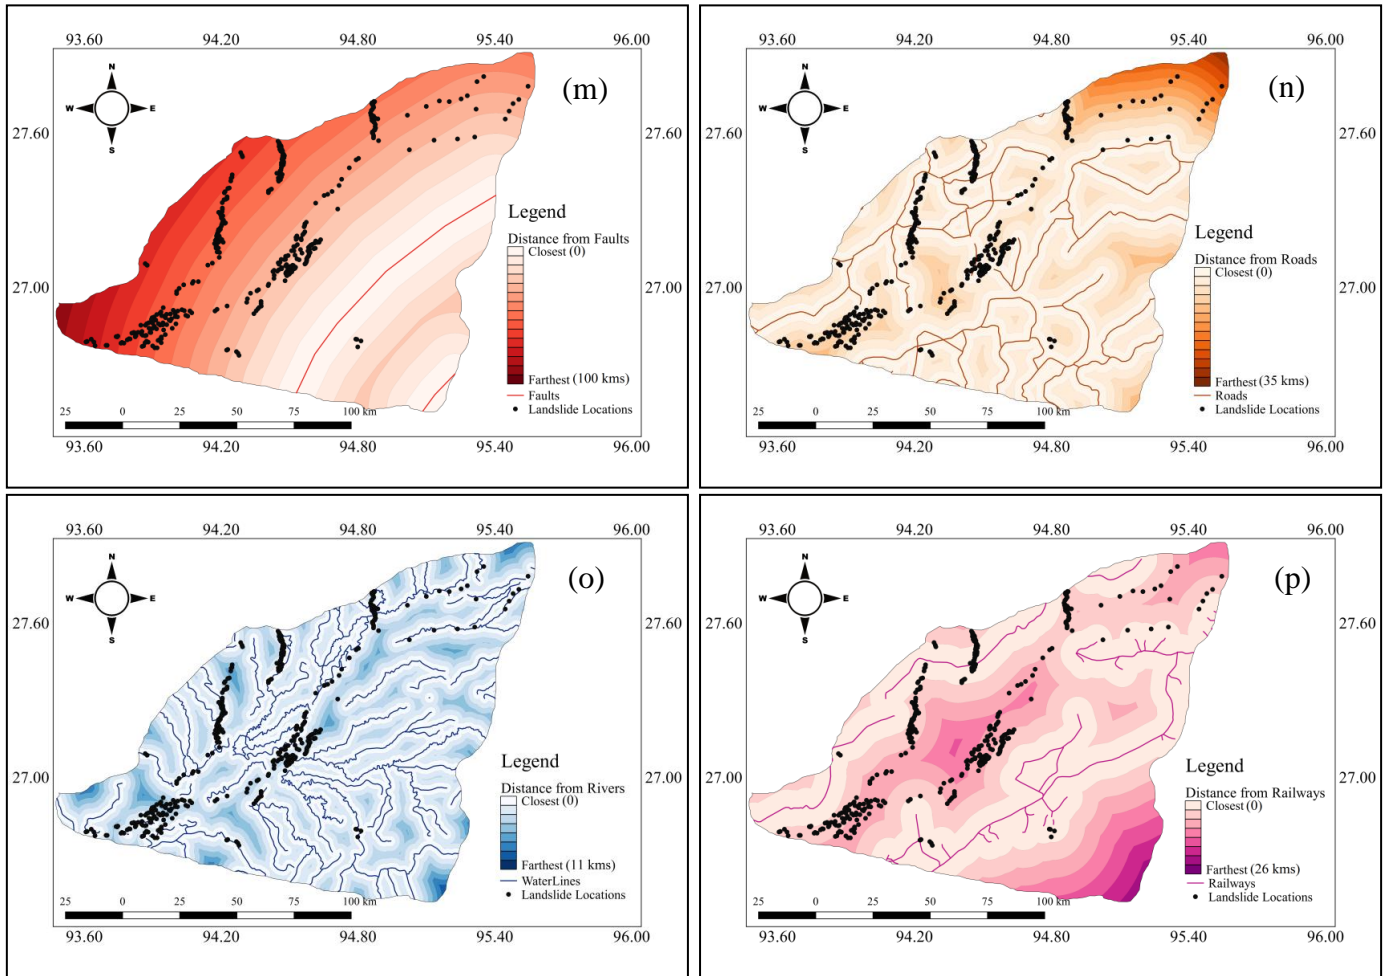 93.60 94.20 94.80 95.40 96.00
N
W E
S
(m)
27.60 27.60
27.00 27.00
Legend
Distance from Faults
Closest (0)
Farthest (100 kms)
Faults
Landslide Locations
25 0 25 50 75 100 km
93.60 94.20 94.80 95.40 96.00
93.60 94.20 94.80 95.40 96.00
N
W E
S
(n)
27.60
27.00
Legend
Distance from Roads
Closest (0)
Farthest (35 kms)
Roads
Landslide Locations
25 0 25 50 75 100 km
93.60 94.20 94.80 95.40 96.00
93.60 94.20 94.80 95.40 96.00
N
W E
S
(o)
27.60 27.60
27.00 27.00
Legend
Distance from Rivers
Closest (0)
Farthest (11 kms)
WaterLines
Landslide Locations
25 0 25 50 75 100 km
93.60 94.20 94.80 95.40 96.00
93.60 94.20 94.80 95.40 96.00
N
W E
S
(p)
27.60
27.00
Legend
Distance from Railways
Closest (0)
Farthest (26 kms)
Railways
Landslide Locations
25 0 25 50 75 100 km
93.60 94.20 94.80 95.40 96.00